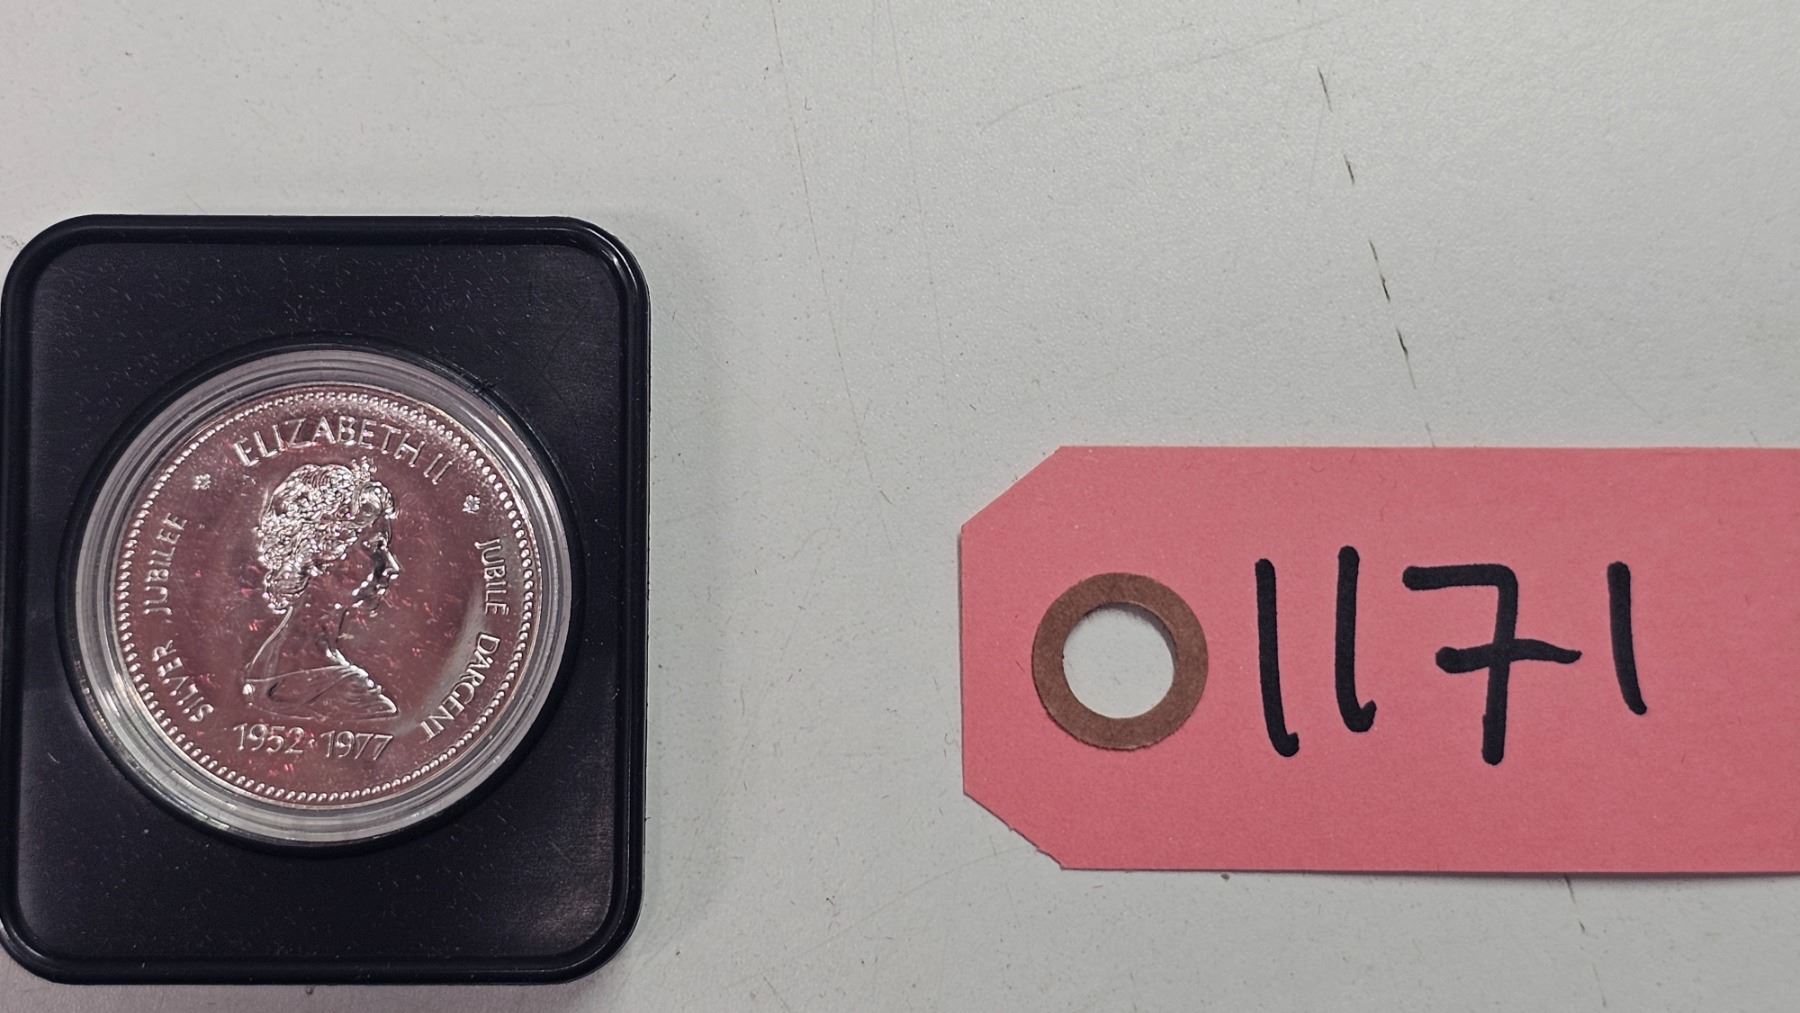 ELIZABETH II
SILVER JUBILEE
JUBILÉ D'ARGENT
1952-1977
1171